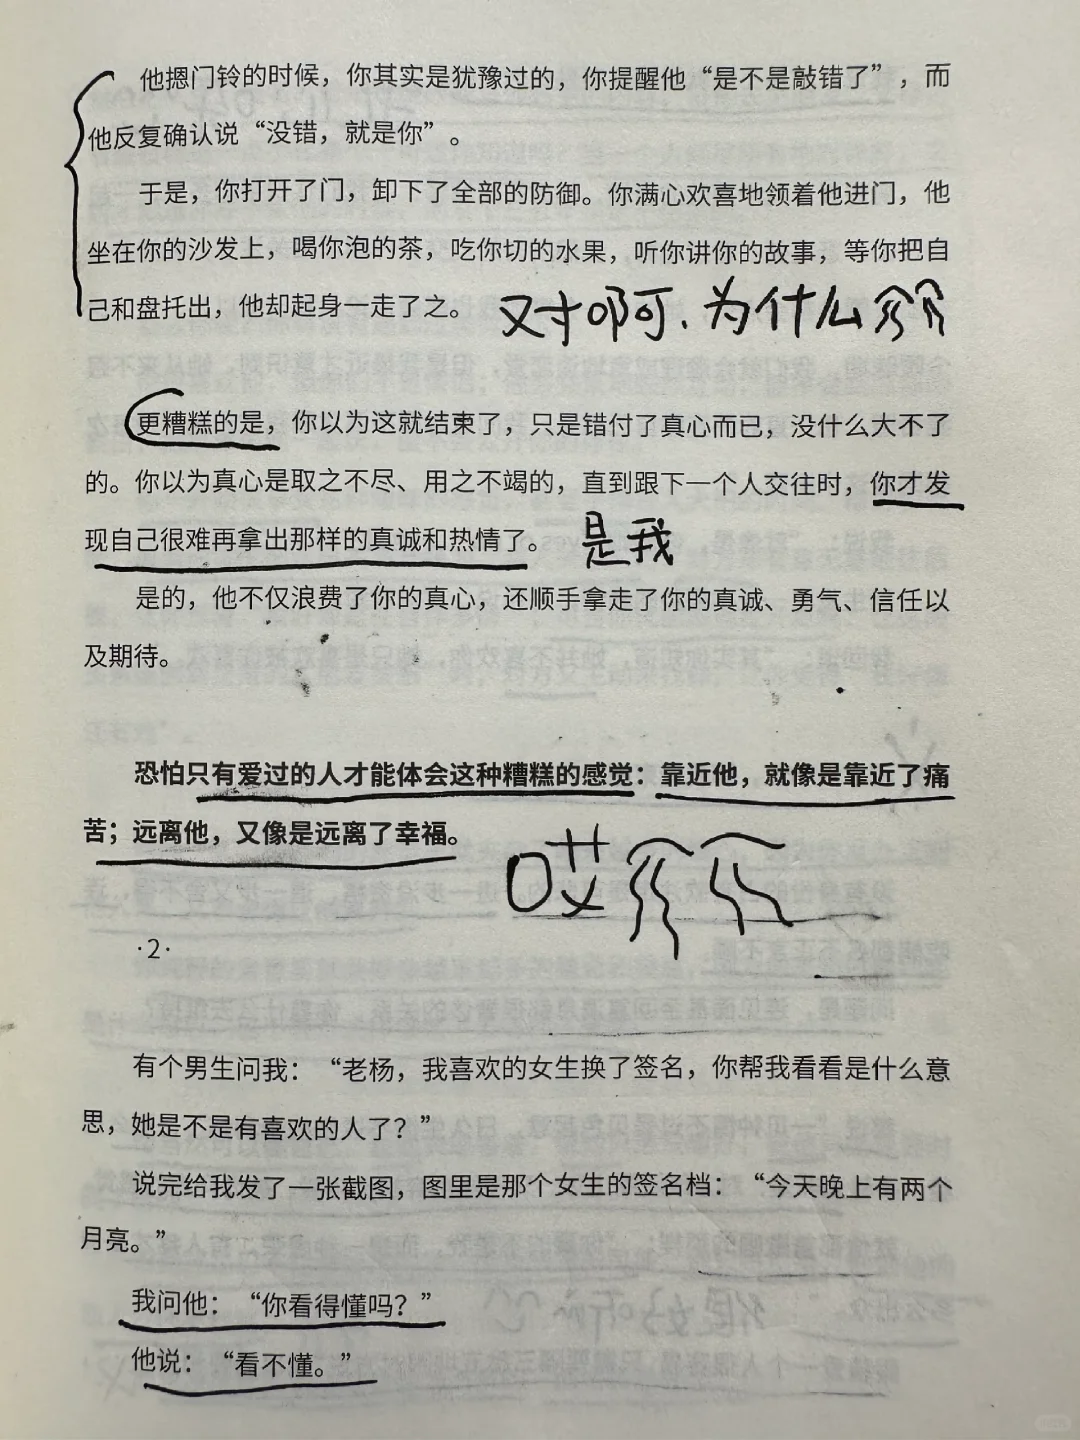 他摁门铃的时候，你其实是犹豫过的，你提醒他“是不是敲错了”，而
他反复确认说“没错，就是你”。
于是，你打开了门，卸下了全部的防御。你满心欢喜地领着他进门，他
坐在你的沙发上，喝你泡的茶，吃你切的水果，听你讲你的故事，等你把自
己和盘托出，他却起身一走了之。
对啊，为什么
更糟糕的是，你以为这就结束了，只是错付了真心而已，没什么大不了
的。你以为真心是取之不尽、用之不竭的，直到跟下一个人交往时，你才发
现自己很难再拿出那样的真诚和热情了。 是我
是的，他不仅浪费了你的真心，还顺手拿走了你的真诚、勇气、信任以
及期待。
恐怕只有爱过的人才能体会这种糟糕的感觉：靠近他，就像是靠近了痛
苦；远离他，又像是远离了幸福。
哎
·2·
有个男生问我：“老杨，我喜欢的女生换了签名，你帮我看看是什么意
思，她是不是有喜欢的人了？”
说完给我发了一张截图，图里是那个女生的签名档：“今天晚上有两个
月亮。”
我问他：“你看得懂吗？”
他说：“看不懂。”